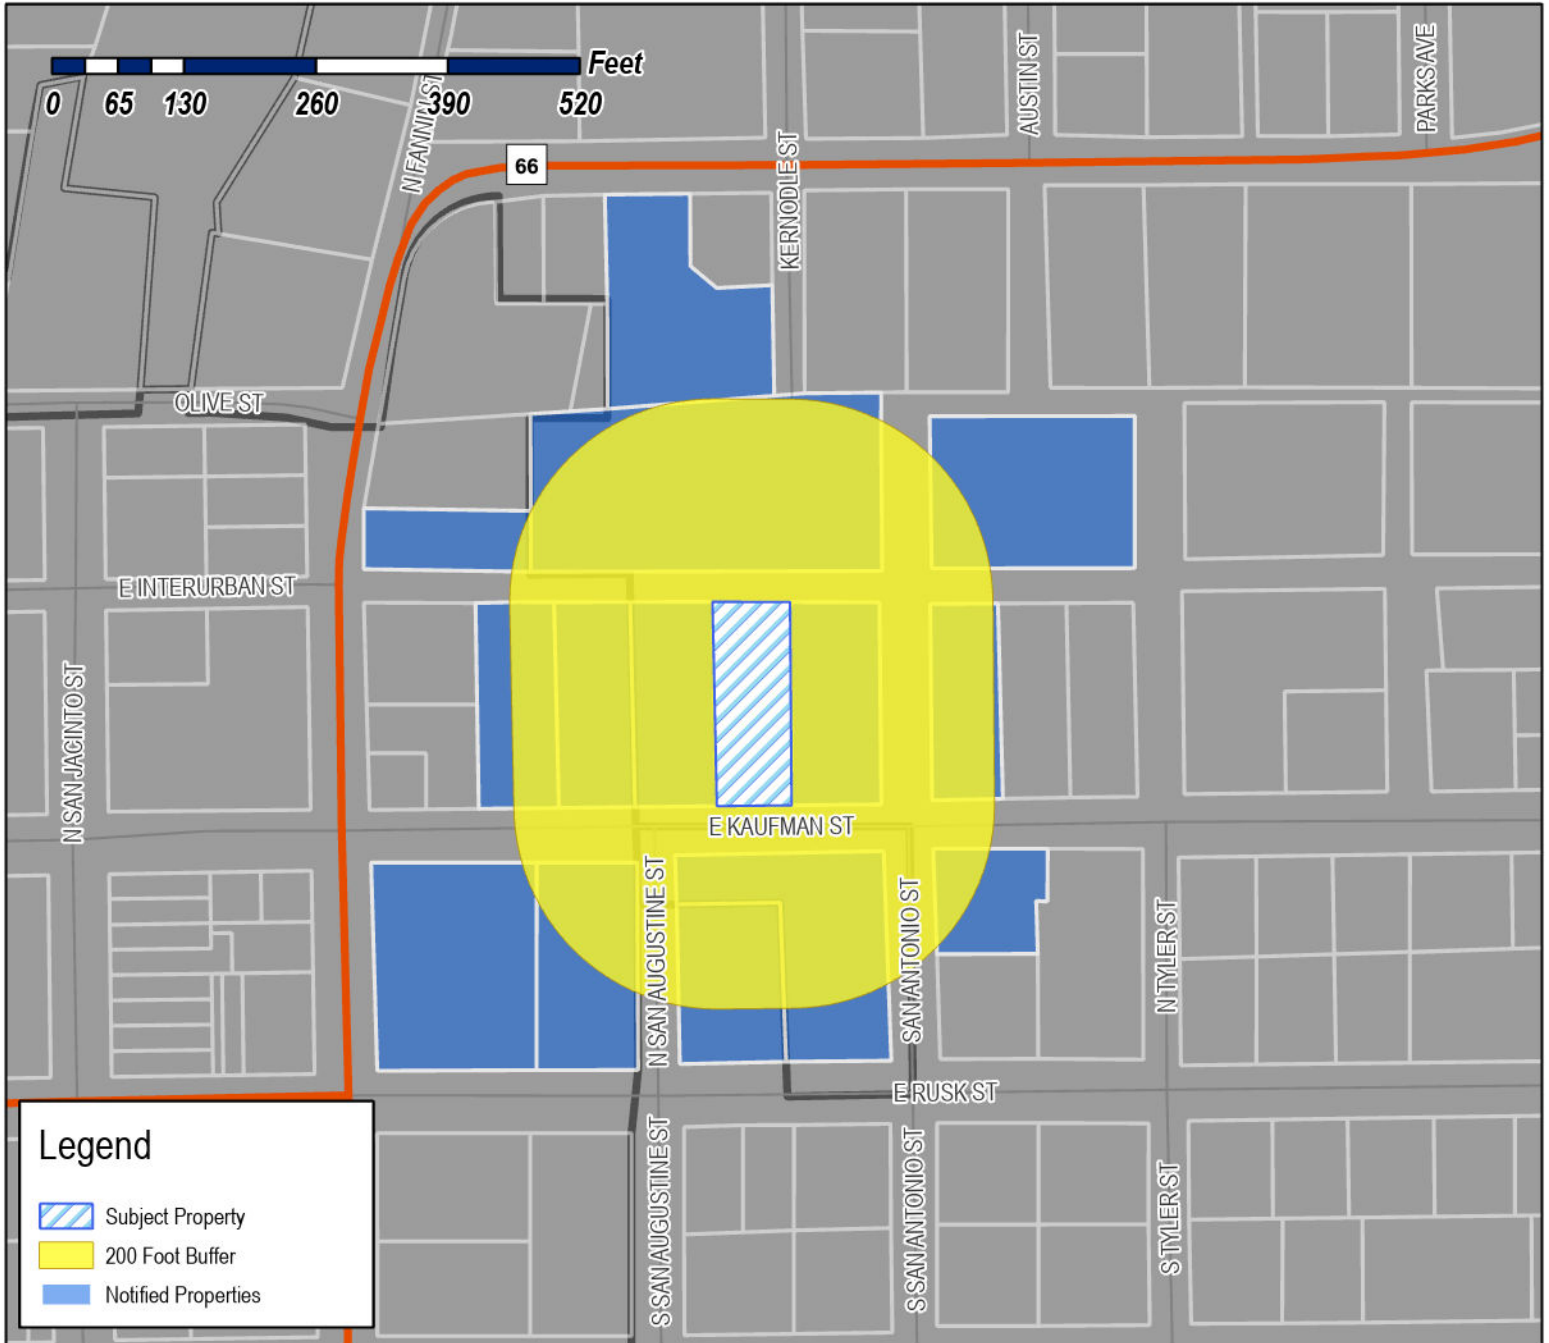 Feet
0 65 130 260 390 520
N FANNIN ST
AUSTIN ST
PARKS AVE
66
KERNODLE ST
OLIVE ST
E INTERURBAN ST
N SAN JACINTO ST
E KAUFMAN ST
N SAN AUGUSTINE ST
SAN ANTONIO ST
N TYLER ST
E RUSK ST
S SAN AUGUSTINE ST
S SAN ANTONIO ST
S TYLER ST
Legend
Subject Property
200 Foot Buffer
Notified Properties